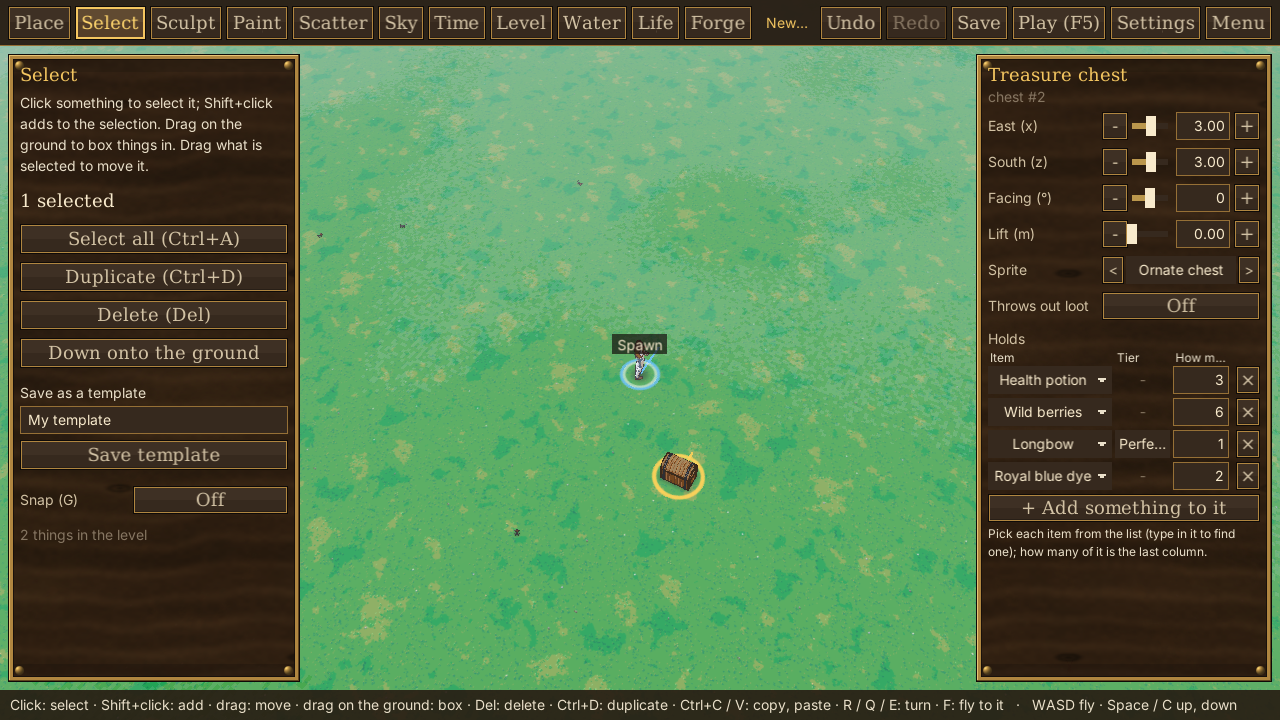 Place Select Sculpt Paint Scatter Sky Time Level Water Life Forge New... Undo Redo Save Play (F5) Settings Menu
Select
Click something to select it; Shift+click
adds to the selection. Drag on the
ground to box things in. Drag what is
selected to move it.
1 selected
Select all (Ctrl+A)
Duplicate (Ctrl+D)
Delete (Del)
Down onto the ground
Save as a template
My template
Save template
Snap (G) Off
2 things in the level
Spawn
Treasure chest
chest #2
East (x) - 3.00 +
South (z) - 3.00 +
Facing (°) - 0 +
Lift (m) - 0.00 +
Sprite < Ornate chest >
Throws out loot Off
Holds
Item Tier How m...
Health potion - 3 ×
Wild berries - 6 ×
Longbow Perfe... 1 ×
Royal blue dye - 2 ×
+ Add something to it
Pick each item from the list (type in it to find
one); how many of it is the last column.
Click: select · Shift+click: add · drag: move · drag on the ground: box · Del: delete · Ctrl+D: duplicate · Ctrl+C / V: copy, paste · R / Q / E: turn · F: fly to it · WASD fly · Space / C up, down